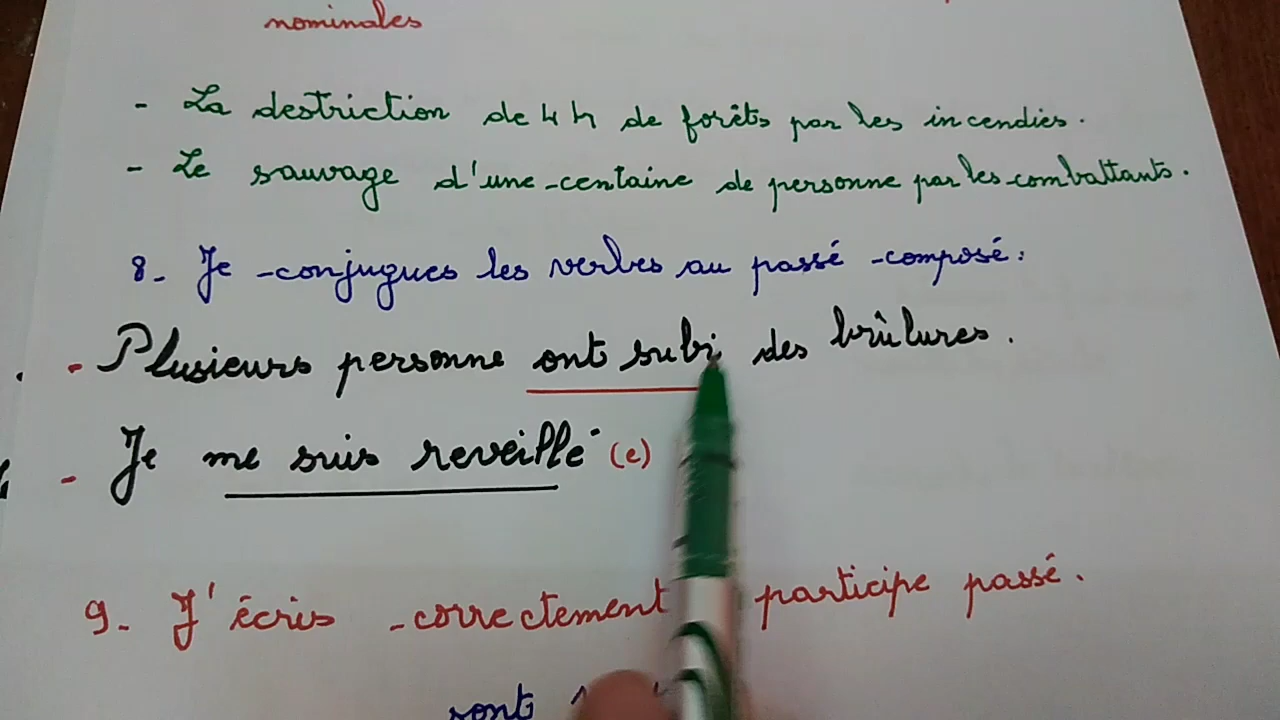 nominales
- La destriction de 4 h de forêts par les incendies.
- Le sauvage d'une centaine de personne par les combattants.
8- Je conjugues les verbes au passé composé:
- Plusieurs personne ont subi des brûlures.
- Je me suis reveillé (e)
9- J'écris correctement participe passé.
sont